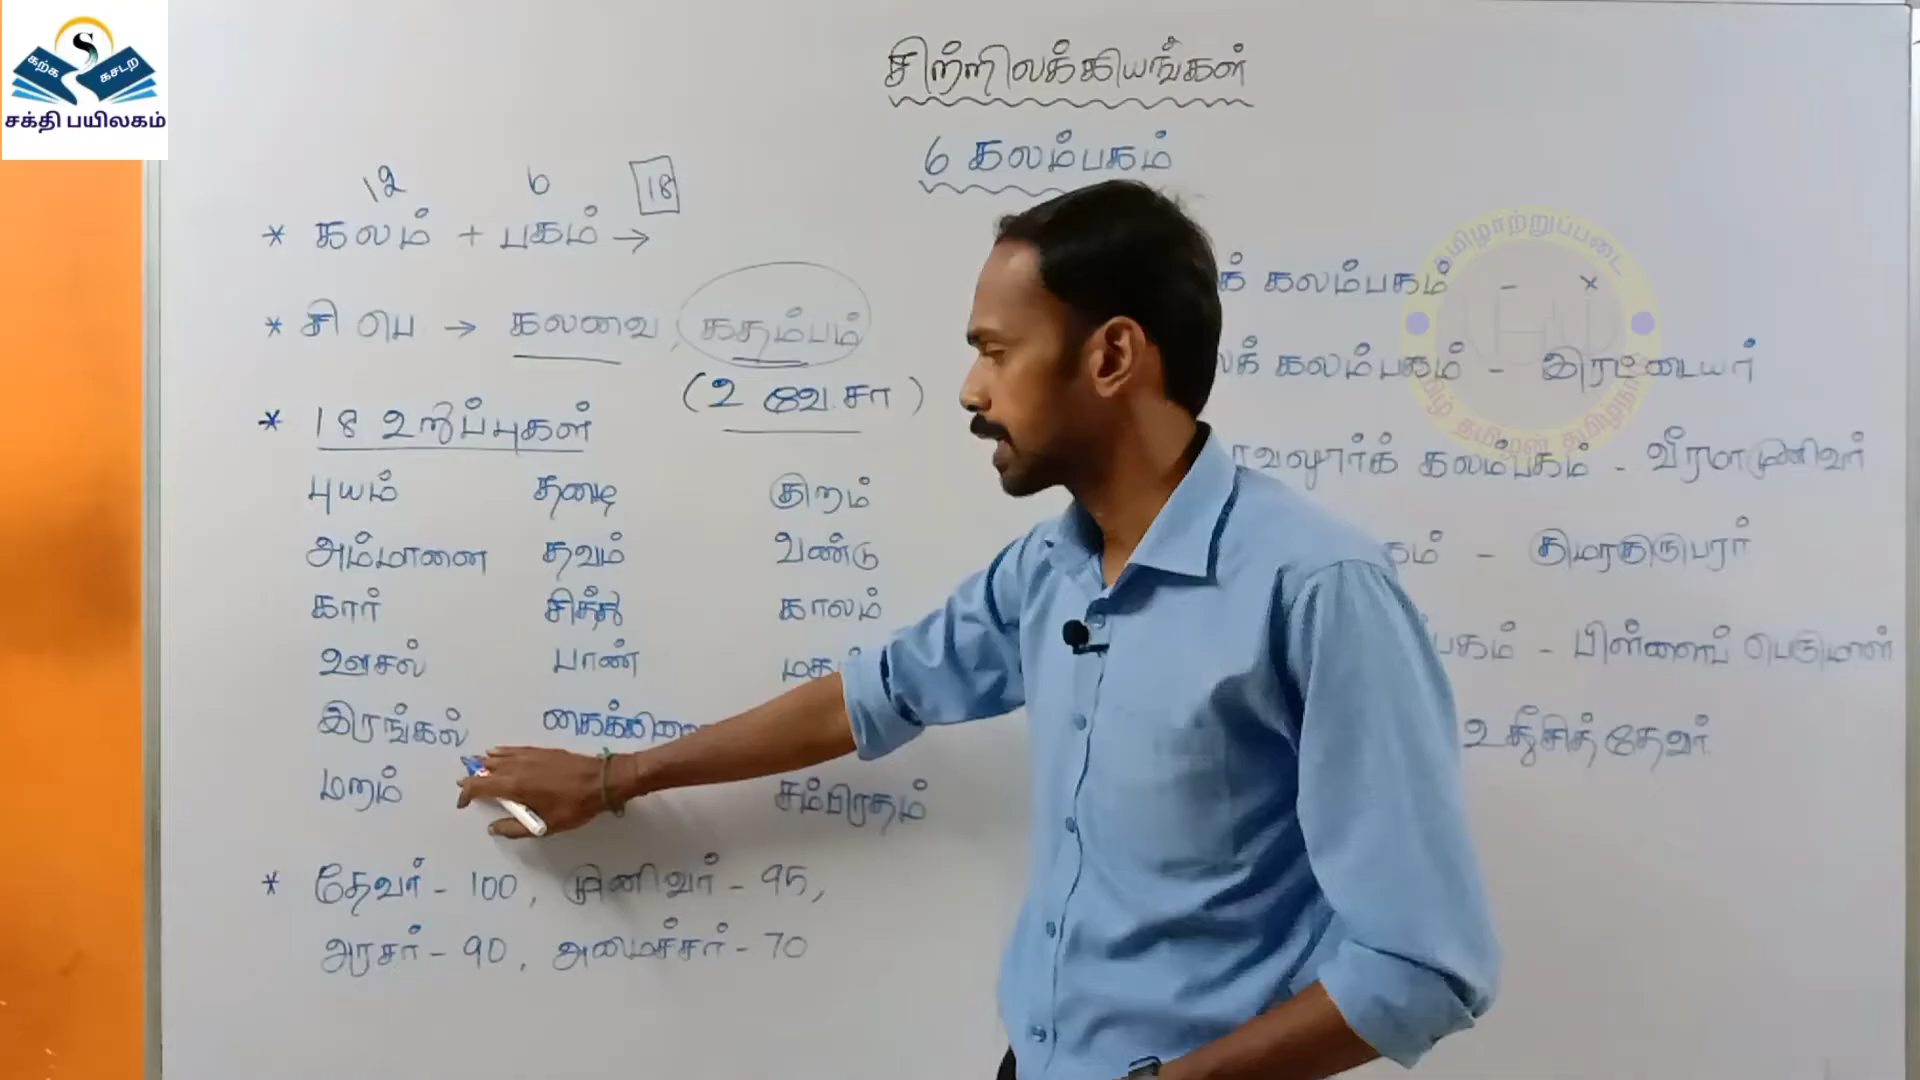 S
கற்க கசடற
சக்தி பயிலகம்
சிற்றிலக்கியங்கள்
6 கலம்பகம்
12 6 18
* கலம் + பகம் →
* சி பெ → கலவை, கதம்பம்
(உ வே.சா)
* 18 உறுப்புகள்
புயம் தழை குறம்
அம்மானை தவம் வண்டு
கார் சித்து காலம்
ஊசல் பாண்
இரங்கல்
மறம் சம்பிரதம்
* தேவர் - 100, முனிவர் - 95,
அரசர் - 90, அமைச்சர் - 70
க் கலம்பகம் - ×
லக் கலம்பகம் - இரட்டையர்
கலம்பகம் - வீரமாமுனிவர்
கம் - குமரகுருபரர்
பகம் - பிள்ளைப் பெருமாள்
உதீசித்தேவர்
தமிழாற்றுப்படை